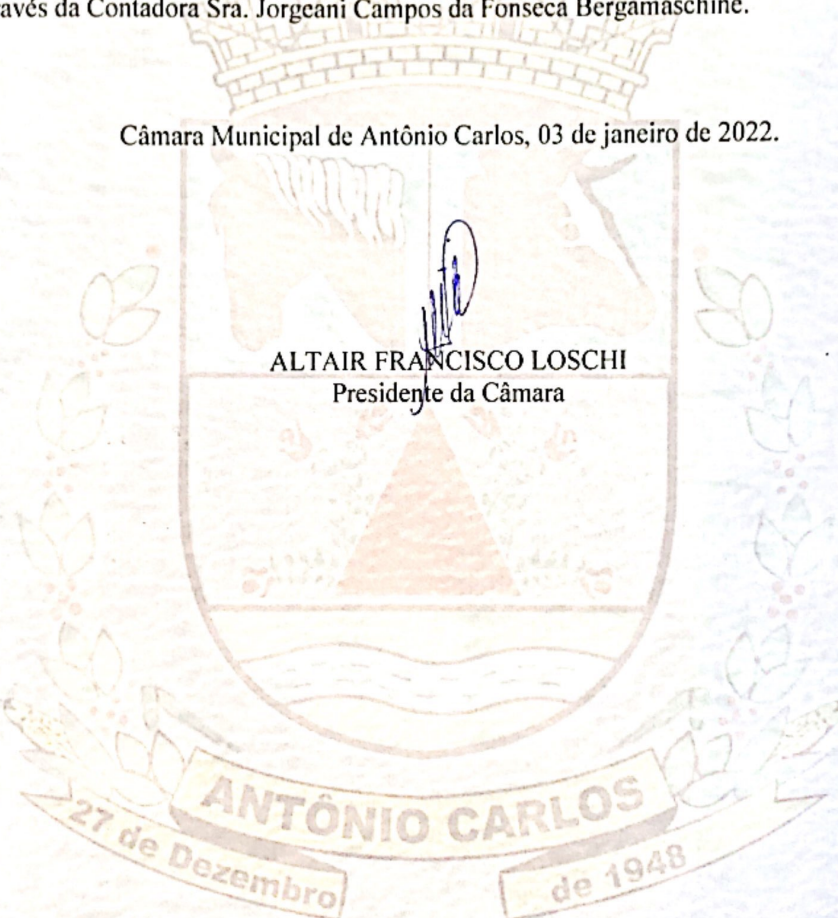 avés da Contadora Sra. Jorgeani Campos da Fonseca Bergamaschine.
Câmara Municipal de Antônio Carlos, 03 de janeiro de 2022.
ALTAIR FRANCISCO LOSCHI
Presidente da Câmara
ANTÔNIO CARLOS
27 de Dezembro de 1948